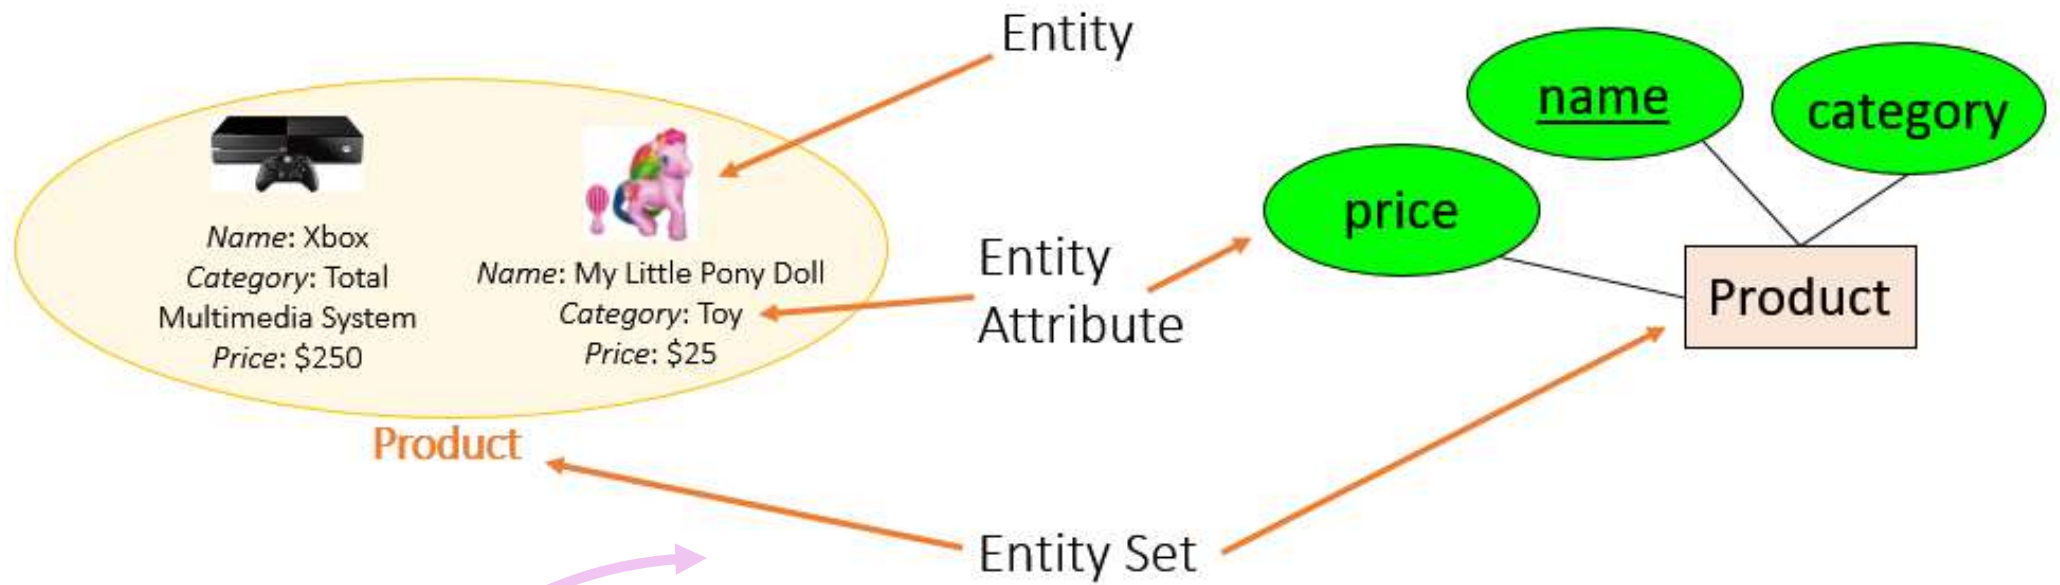 Entity
name
category
price
Name: Xbox
Category: Total
Multimedia System
Price: $250
Name: My Little Pony Doll
Category: Toy
Price: $25
Entity
Attribute
Product
Product
Entity Set